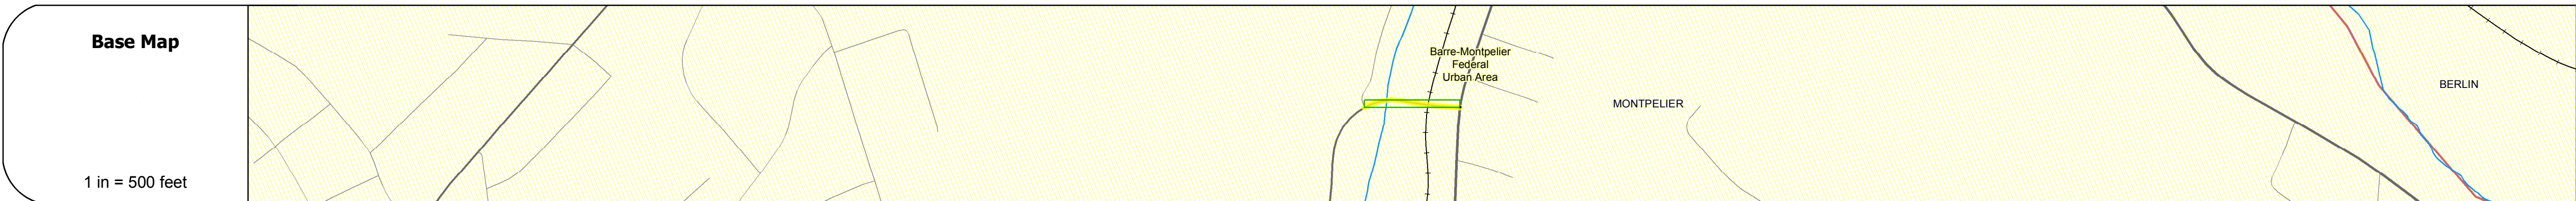 Base Map
1 in = 500 feet
Barre-Montpelier
Federal
Urban Area
MONTPELIER
BERLIN